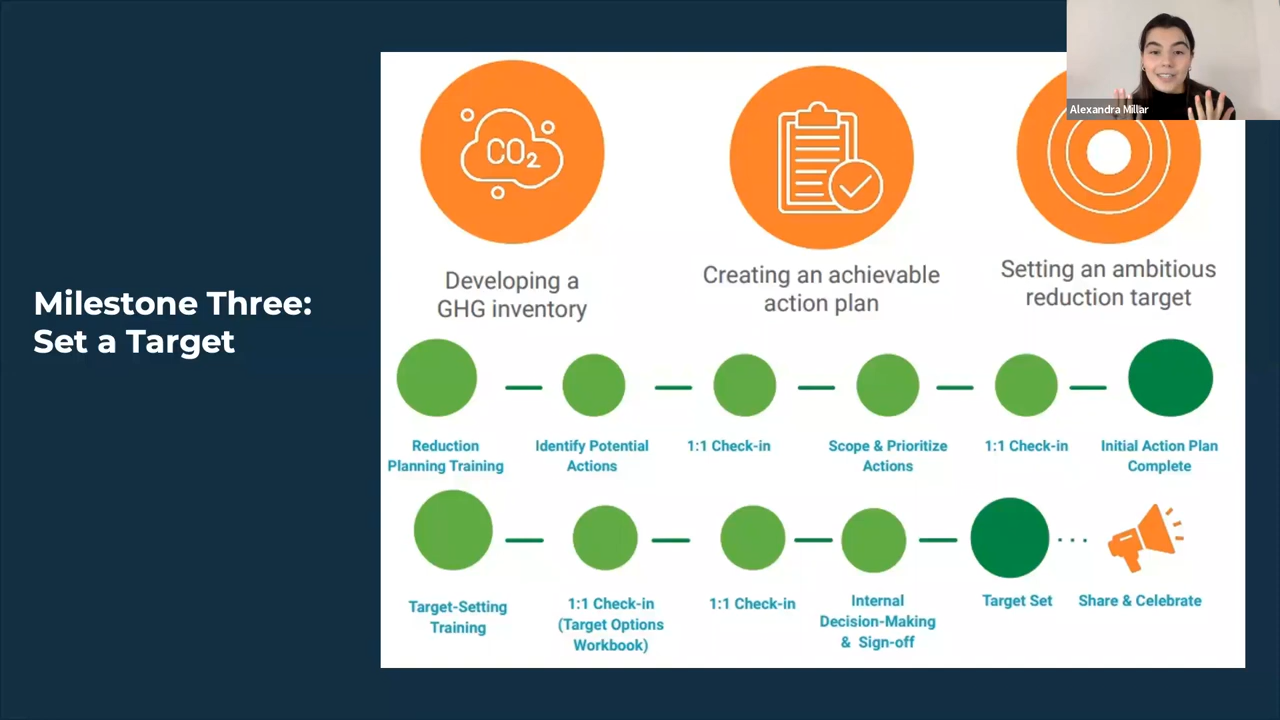 Alexandra Millar
Milestone Three:
Set a Target
CO2
Developing a
GHG inventory
Creating an achievable
action plan
Setting an ambitious
reduction target
Reduction
Planning Training
Identify Potential
Actions
1:1 Check-in
Scope & Prioritize
Actions
1:1 Check-in
Initial Action Plan
Complete
Target-Setting
Training
1:1 Check-in
(Target Options
Workbook)
1:1 Check-in
Internal
Decision-Making
& Sign-off
Target Set
Share & Celebrate